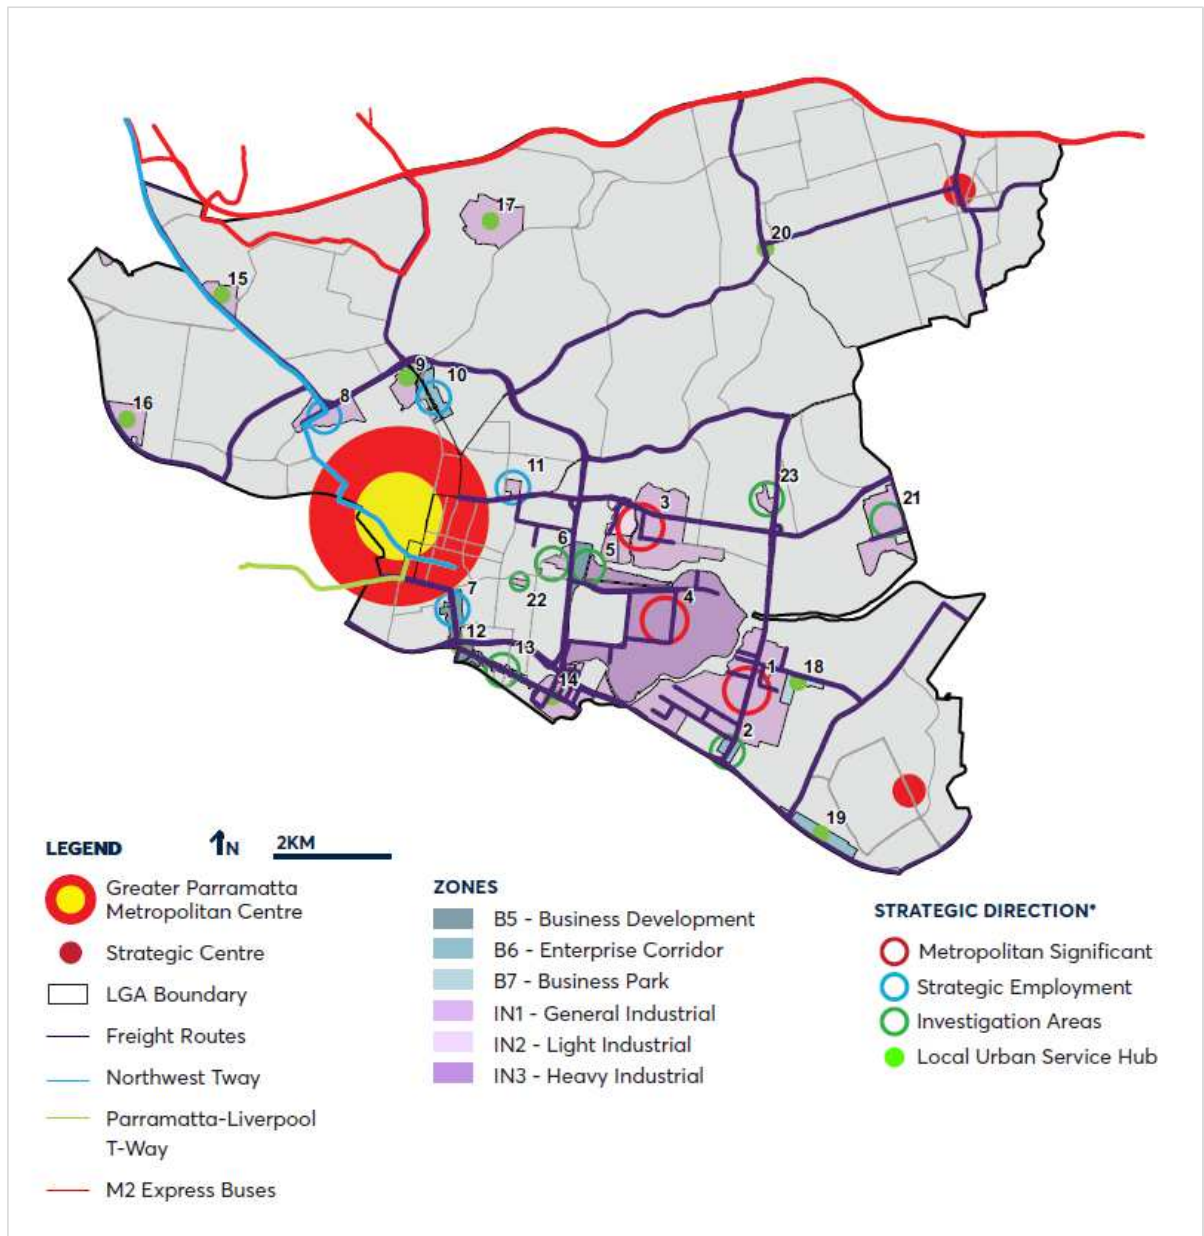 17
20
15
9
10
8
16
11
3
23
21
6
5
22
7
4
12
13
14
1
18
2
19
LEGEND
N
2KM
Greater Parramatta
Metropolitan Centre
Strategic Centre
LGA Boundary
Freight Routes
Northwest Tway
Parramatta-Liverpool
T-Way
M2 Express Buses
ZONES
B5 - Business Development
B6 - Enterprise Corridor
B7 - Business Park
IN1 - General Industrial
IN2 - Light Industrial
IN3 - Heavy Industrial
STRATEGIC DIRECTION*
Metropolitan Significant
Strategic Employment
Investigation Areas
Local Urban Service Hub